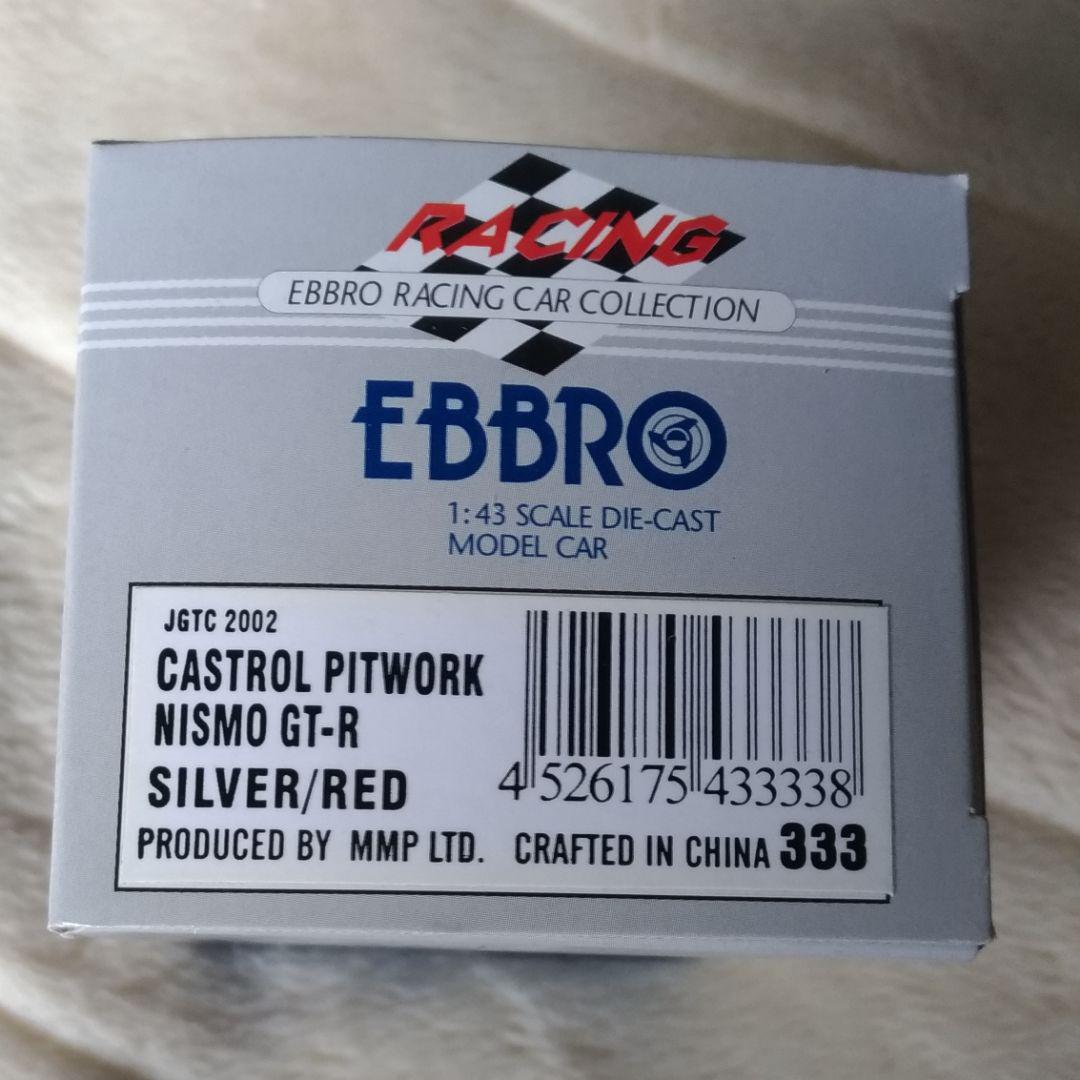 RACING
EBBRO RACING CAR COLLECTION
EBBRO
1:43 SCALE DIE-CAST
MODEL CAR
JGTC 2002
CASTROL PITWORK
NISMO GT-R
SILVER/RED
4 526175 433338
PRODUCED BY MMP LTD. CRAFTED IN CHINA 333